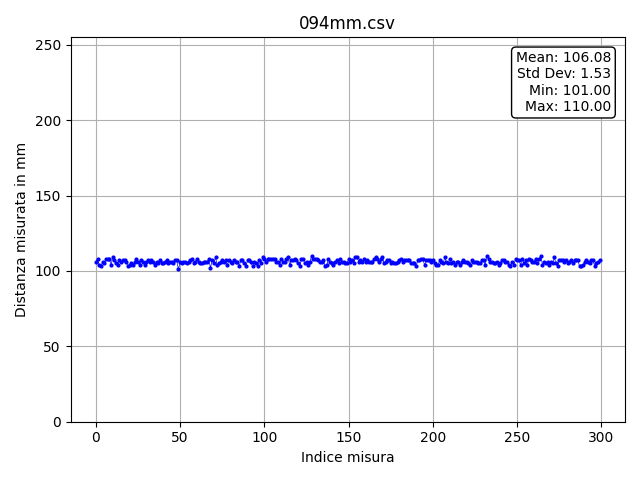 094mm.csv
Mean: 106.08
Std Dev: 1.53
Min: 101.00
Max: 110.00
250
200
150
100
50
0
Distanza misurata in mm
0 50 100 150 200 250 300
Indice misura